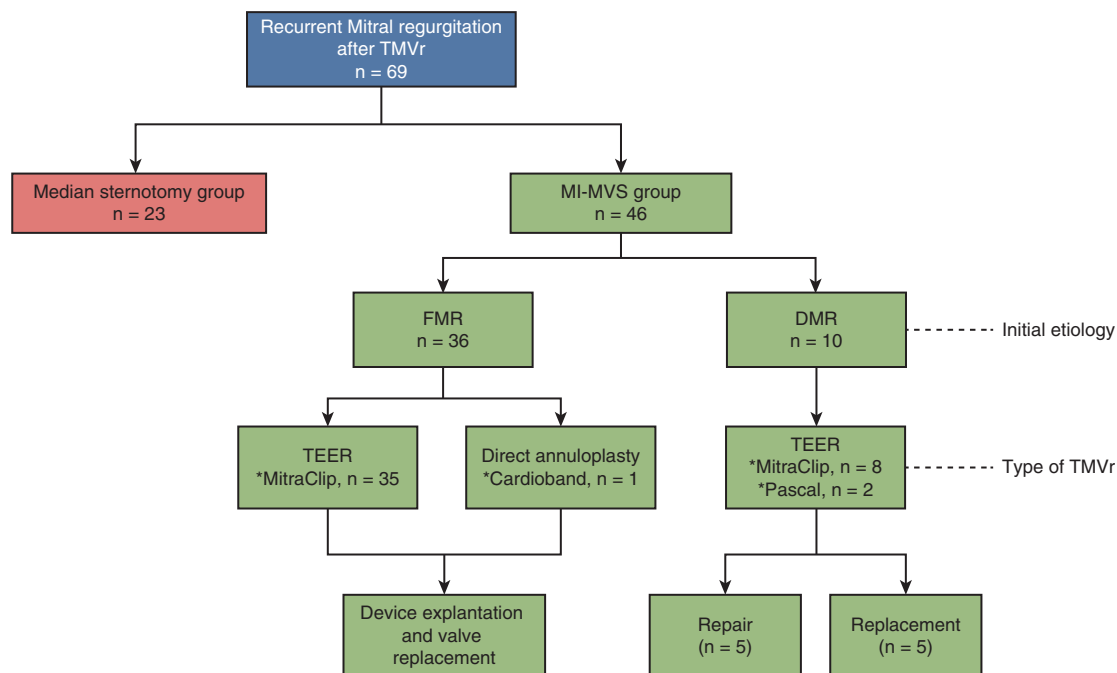 Recurrent Mitral regurgitation
after TMVr
n = 69
Median sternotomy group
n = 23
MI-MVS group
n = 46
FMR
n = 36
DMR
n = 10
Initial etiology
TEER
*MitraClip, n = 35
Direct annuloplasty
*Cardioband, n = 1
TEER
*MitraClip, n = 8
*Pascal, n = 2
Type of TMVr
Device explantation
and valve
replacement
Repair
(n = 5)
Replacement
(n = 5)